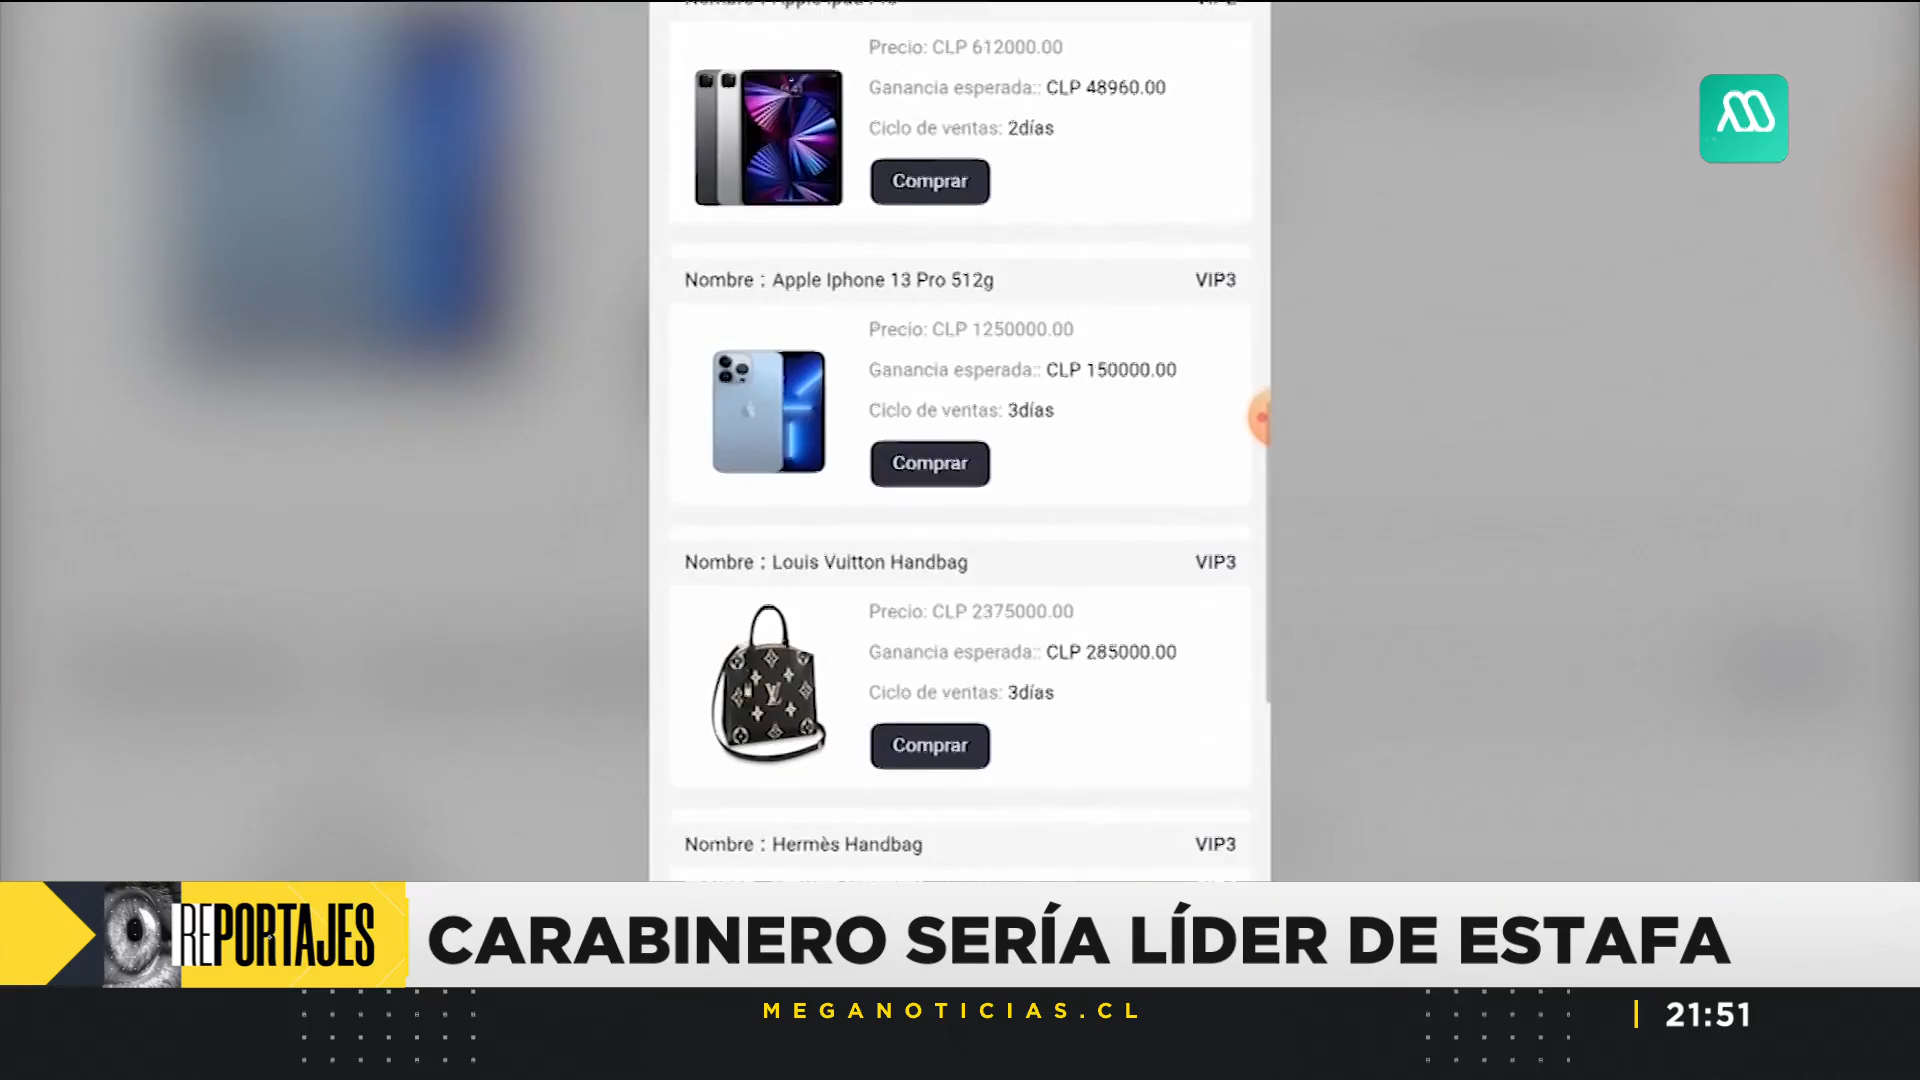 Precio: CLP 612000.00
Ganancia esperada:: CLP 48960.00
Ciclo de ventas: 2días
Comprar
Nombre : Apple Iphone 13 Pro 512g
VIP3
Precio: CLP 1250000.00
Ganancia esperada:: CLP 150000.00
Ciclo de ventas: 3días
Comprar
Nombre : Louis Vuitton Handbag
VIP3
Precio: CLP 2375000.00
Ganancia esperada:: CLP 285000.00
Ciclo de ventas: 3días
Comprar
Nombre : Hermès Handbag
VIP3
REPORTAJES
CARABINERO SERÍA LÍDER DE ESTAFA
MEGANOTICIAS.CL
21:51